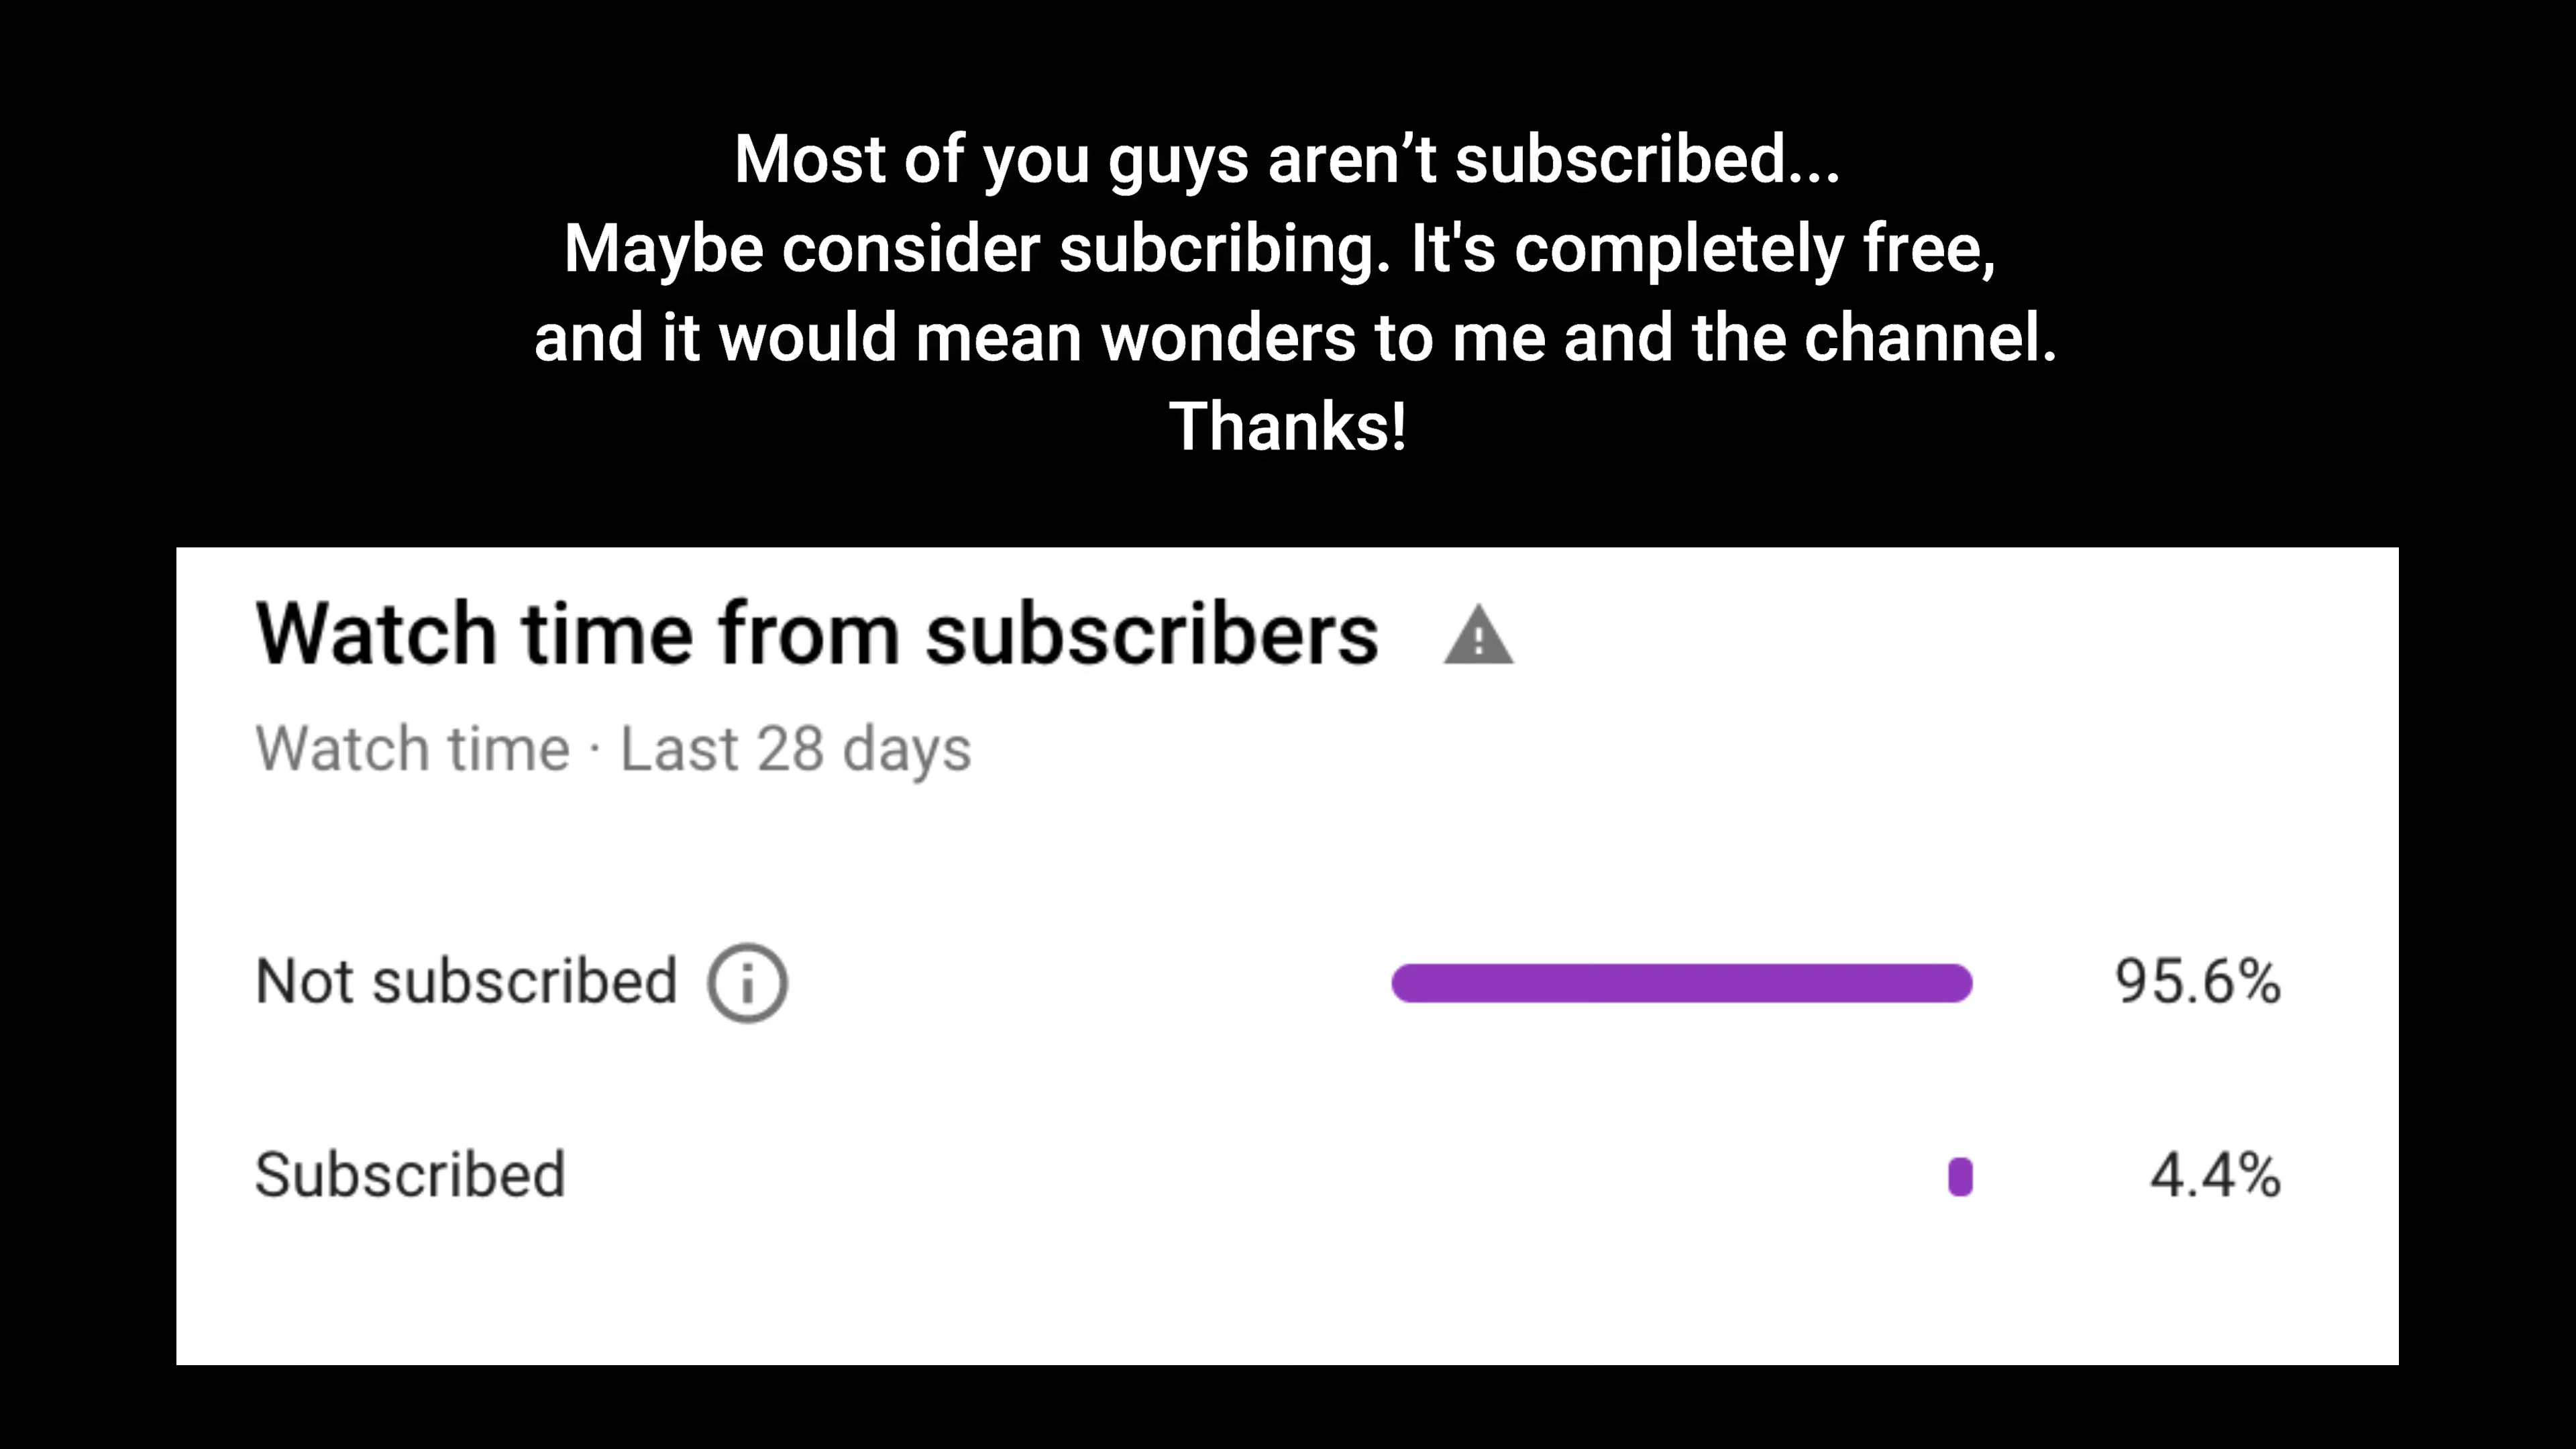 Most of you guys aren’t subscribed...
Maybe consider subcribing. It's completely free,
and it would mean wonders to me and the channel.
Thanks!
Watch time from subscribers
Watch time · Last 28 days
Not subscribed 95.6%
Subscribed 4.4%